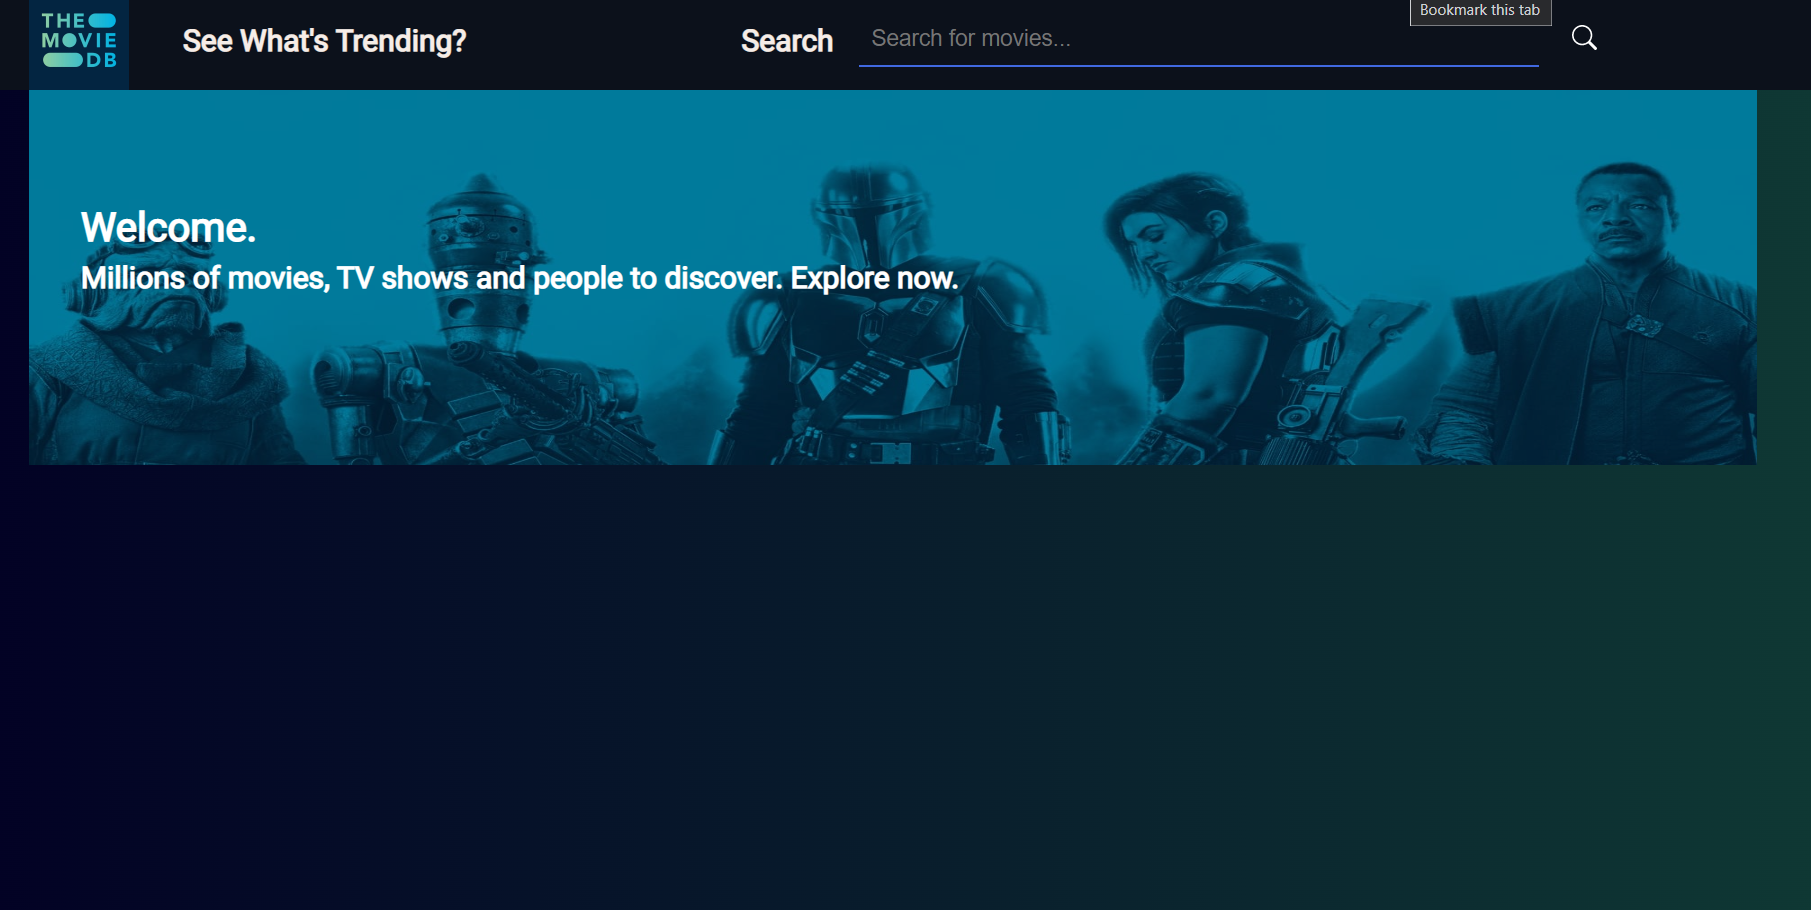 THE
MOVIE
DB
See What's Trending?
Search
Search for movies...
Bookmark this tab
Welcome.
Millions of movies, TV shows and people to discover. Explore now.